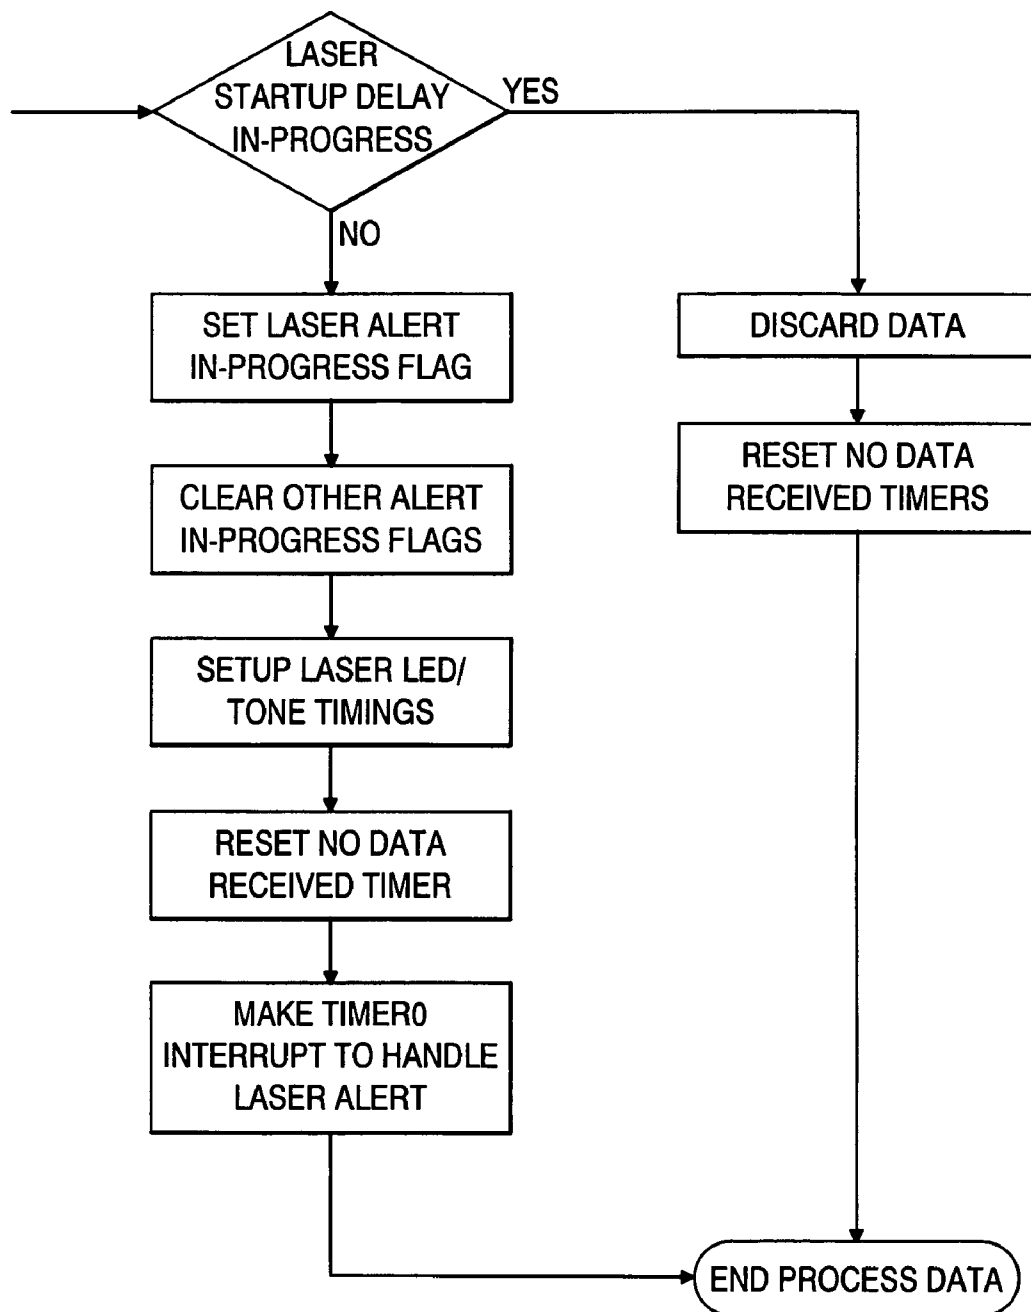 LASER
STARTUP DELAY
IN-PROGRESS
YES
NO
SET LASER ALERT
IN-PROGRESS FLAG
CLEAR OTHER ALERT
IN-PROGRESS FLAGS
SETUP LASER LED/
TONE TIMINGS
RESET NO DATA
RECEIVED TIMER
MAKE TIMER0
INTERRUPT TO HANDLE
LASER ALERT
DISCARD DATA
RESET NO DATA
RECEIVED TIMERS
END PROCESS DATA